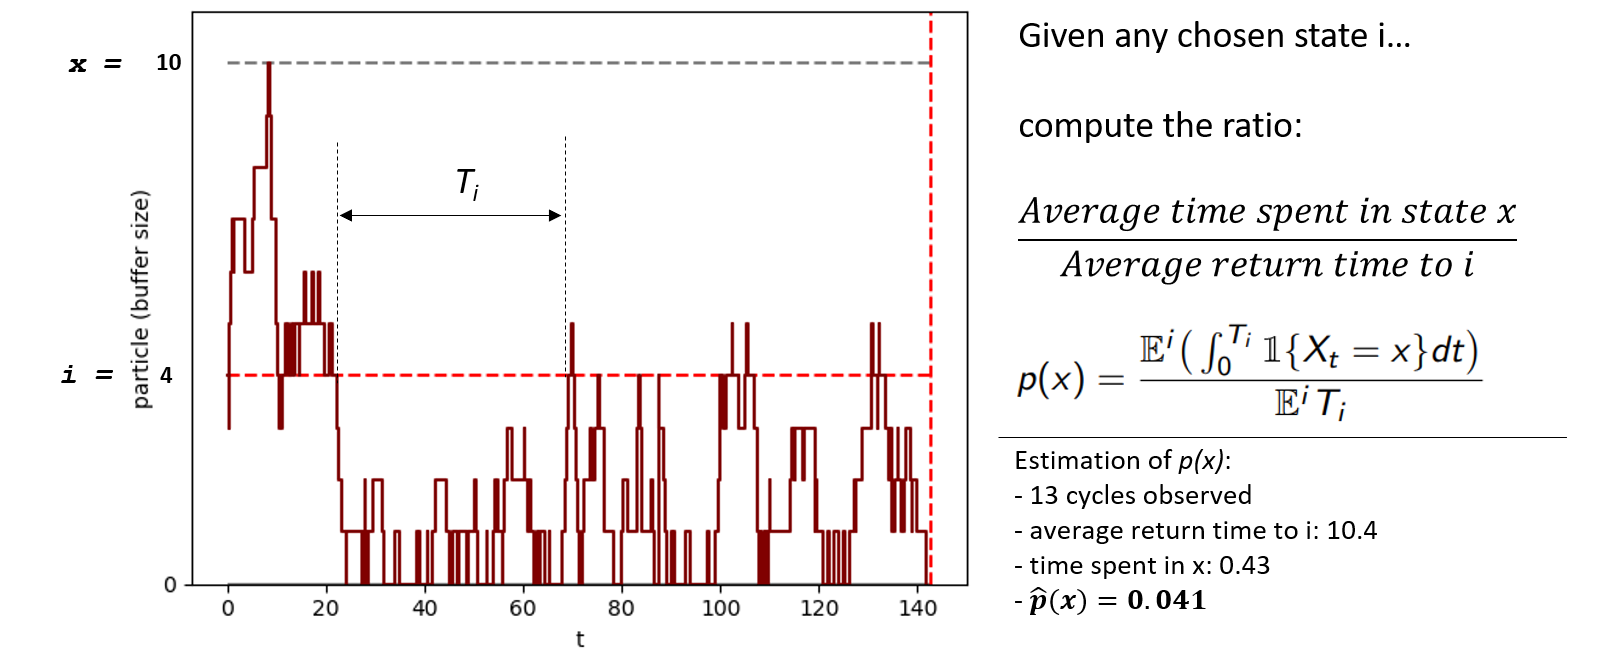 x = 10
i = 4
0
particle (buffer size)
T_i
0 20 40 60 80 100 120 140
t
Given any chosen state i…
compute the ratio:
Average time spent in state x
Average return time to i
p(x) = 𝔼^i(∫_0^{T_i} 𝟙{X_t = x}dt) / 𝔼^i T_i
Estimation of p(x):
- 13 cycles observed
- average return time to i: 10.4
- time spent in x: 0.43
- p̂(x) = 0.041